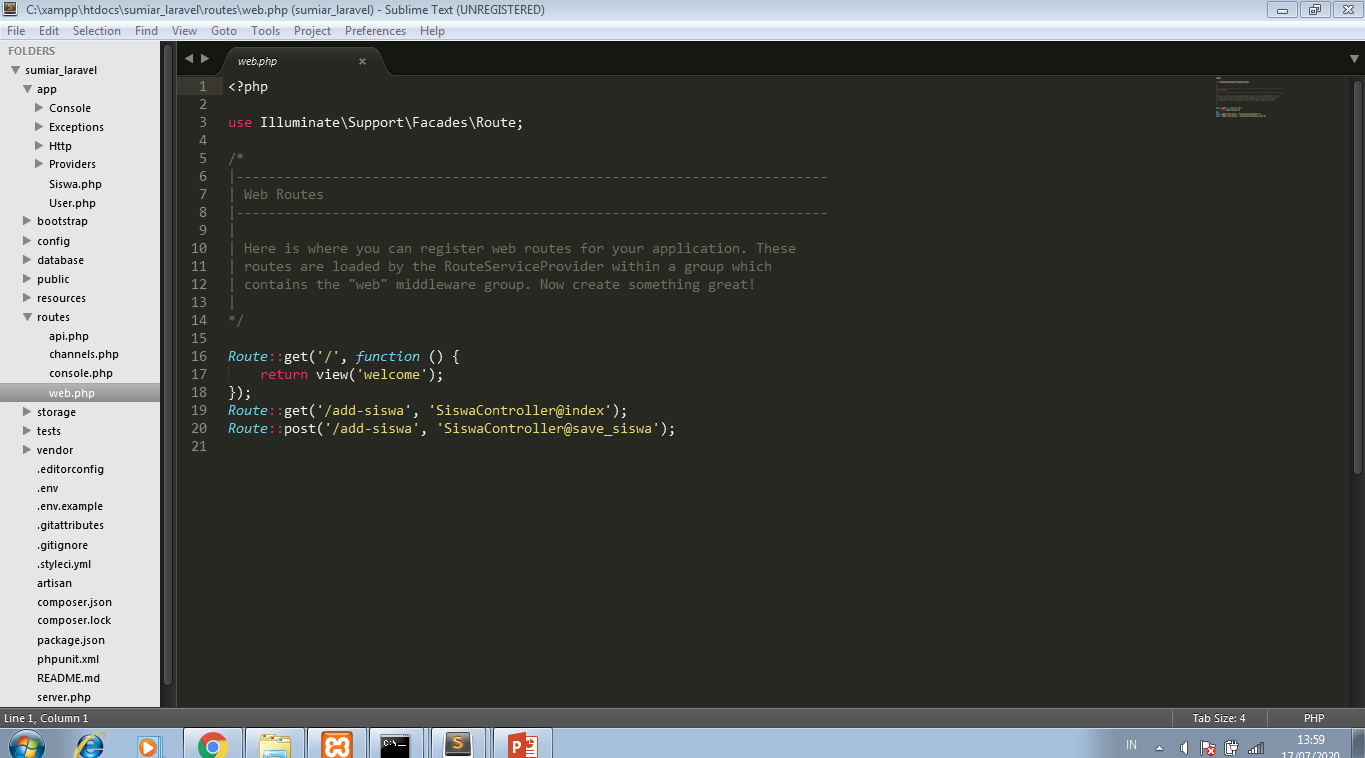 C:\xampp\htdocs\sumiar_laravel\routes\web.php (sumiar_laravel) - Sublime Text (UNREGISTERED)
File Edit Selection Find View Goto Tools Project Preferences Help
FOLDERS
sumiar_laravel
app
Console
Exceptions
Http
Providers
Siswa.php
User.php
bootstrap
config
database
public
resources
routes
api.php
channels.php
console.php
web.php
storage
tests
vendor
.editorconfig
.env
.env.example
.gitattributes
.gitignore
.styleci.yml
artisan
composer.json
composer.lock
package.json
phpunit.xml
README.md
server.php
web.php
1 <?php
2
3 use Illuminate\Support\Facades\Route;
4
5 /*
6 |--------------------------------------------------------------------------
7 | Web Routes
8 |--------------------------------------------------------------------------
9 |
10 | Here is where you can register web routes for your application. These
11 | routes are loaded by the RouteServiceProvider within a group which
12 | contains the "web" middleware group. Now create something great!
13 |
14 */
15
16 Route::get('/', function () {
17     return view('welcome');
18 });
19 Route::get('/add-siswa', 'SiswaController@index');
20 Route::post('/add-siswa', 'SiswaController@save_siswa');
21
Line 1, Column 1
Tab Size: 4
PHP
IN
13:59
17/07/2020